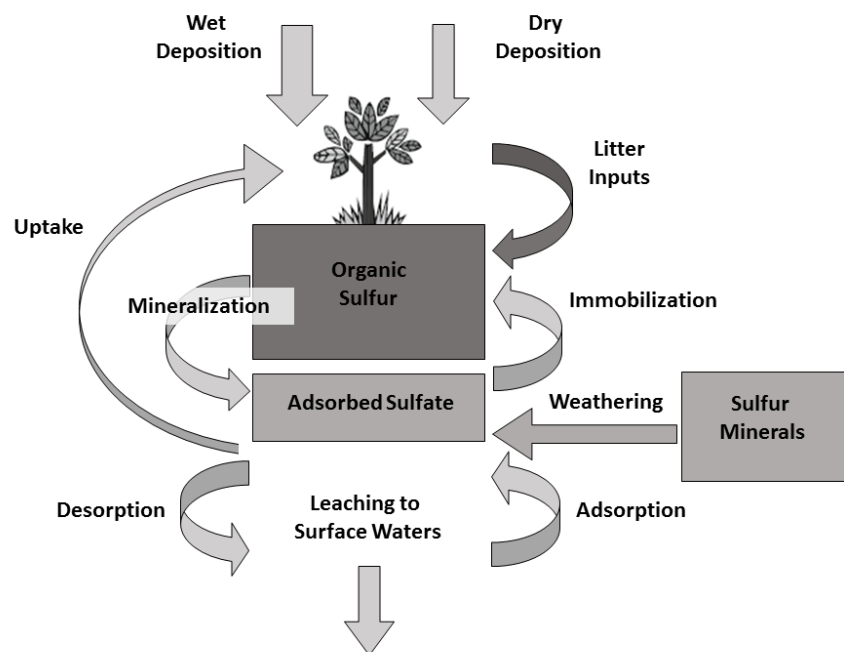 Wet
Deposition
Dry
Deposition
Litter
Inputs
Uptake
Organic
Sulfur
Mineralization
Immobilization
Adsorbed Sulfate
Weathering
Sulfur
Minerals
Desorption
Leaching to
Surface Waters
Adsorption